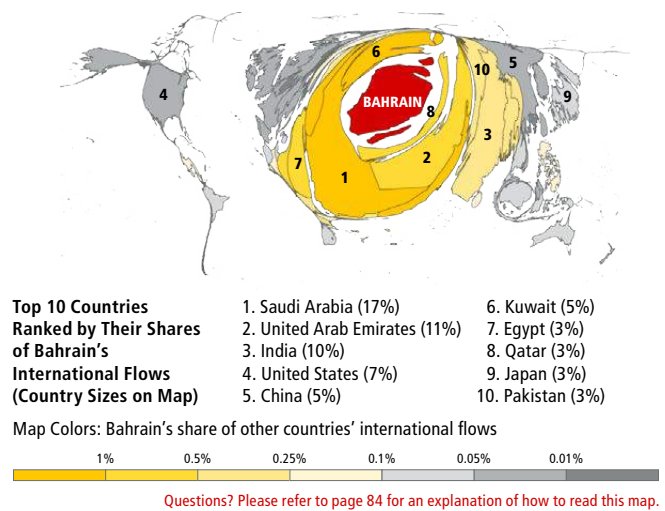 6
5
10
4
BAHRAIN
9
8
3
2
7
1
Top 10 Countries
Ranked by Their Shares
of Bahrain's
International Flows
(Country Sizes on Map)
1. Saudi Arabia (17%)
2. United Arab Emirates (11%)
3. India (10%)
4. United States (7%)
5. China (5%)
6. Kuwait (5%)
7. Egypt (3%)
8. Qatar (3%)
9. Japan (3%)
10. Pakistan (3%)
Map Colors: Bahrain's share of other countries' international flows
1% 0.5% 0.25% 0.1% 0.05% 0.01%
Questions? Please refer to page 84 for an explanation of how to read this map.